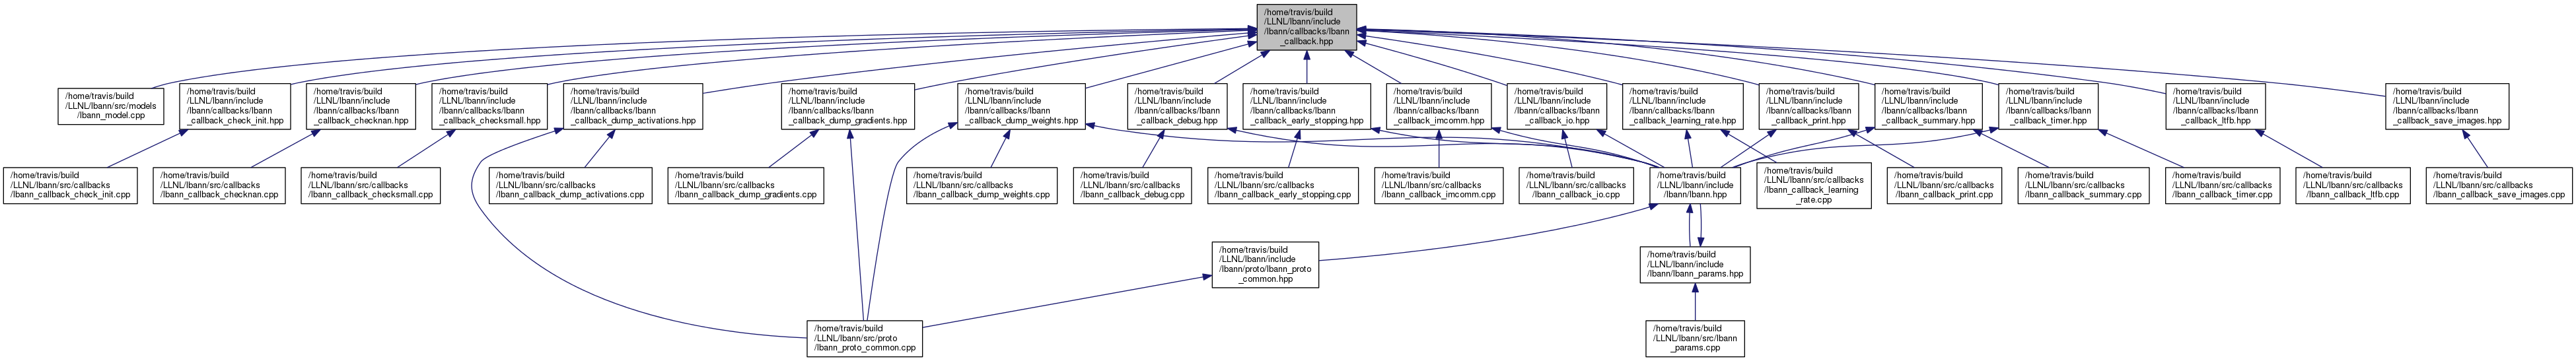 /home/travis/build
/LLNL/lbann/include
/lbann/callbacks/lbann
_callback.hpp
/home/travis/build
/LLNL/lbann/src/models
/lbann_model.cpp
/home/travis/build
/LLNL/lbann/include
/lbann/callbacks/lbann
_callback_check_init.hpp
/home/travis/build
/LLNL/lbann/include
/lbann/callbacks/lbann
_callback_checknan.hpp
/home/travis/build
/LLNL/lbann/include
/lbann/callbacks/lbann
_callback_checksmall.hpp
/home/travis/build
/LLNL/lbann/include
/lbann/callbacks/lbann
_callback_dump_activations.hpp
/home/travis/build
/LLNL/lbann/include
/lbann/callbacks/lbann
_callback_dump_gradients.hpp
/home/travis/build
/LLNL/lbann/include
/lbann/callbacks/lbann
_callback_dump_weights.hpp
/home/travis/build
/LLNL/lbann/include
/lbann/callbacks/lbann
_callback_debug.hpp
/home/travis/build
/LLNL/lbann/include
/lbann/callbacks/lbann
_callback_early_stopping.hpp
/home/travis/build
/LLNL/lbann/include
/lbann/callbacks/lbann
_callback_imcomm.hpp
/home/travis/build
/LLNL/lbann/include
/lbann/callbacks/lbann
_callback_io.hpp
/home/travis/build
/LLNL/lbann/include
/lbann/callbacks/lbann
_callback_learning_rate.hpp
/home/travis/build
/LLNL/lbann/include
/lbann/callbacks/lbann
_callback_print.hpp
/home/travis/build
/LLNL/lbann/include
/lbann/callbacks/lbann
_callback_summary.hpp
/home/travis/build
/LLNL/lbann/include
/lbann/callbacks/lbann
_callback_timer.hpp
/home/travis/build
/LLNL/lbann/include
/lbann/callbacks/lbann
_callback_ltfb.hpp
/home/travis/build
/LLNL/lbann/include
/lbann/callbacks/lbann
_callback_save_images.hpp
/home/travis/build
/LLNL/lbann/src/callbacks
/lbann_callback_check_init.cpp
/home/travis/build
/LLNL/lbann/src/callbacks
/lbann_callback_checknan.cpp
/home/travis/build
/LLNL/lbann/src/callbacks
/lbann_callback_checksmall.cpp
/home/travis/build
/LLNL/lbann/src/callbacks
/lbann_callback_dump_activations.cpp
/home/travis/build
/LLNL/lbann/src/callbacks
/lbann_callback_dump_gradients.cpp
/home/travis/build
/LLNL/lbann/src/callbacks
/lbann_callback_dump_weights.cpp
/home/travis/build
/LLNL/lbann/src/callbacks
/lbann_callback_debug.cpp
/home/travis/build
/LLNL/lbann/src/callbacks
/lbann_callback_early_stopping.cpp
/home/travis/build
/LLNL/lbann/src/callbacks
/lbann_callback_imcomm.cpp
/home/travis/build
/LLNL/lbann/src/callbacks
/lbann_callback_io.cpp
/home/travis/build
/LLNL/lbann/include
/lbann/lbann.hpp
/home/travis/build
/LLNL/lbann/src/callbacks
/lbann_callback_learning
_rate.cpp
/home/travis/build
/LLNL/lbann/src/callbacks
/lbann_callback_print.cpp
/home/travis/build
/LLNL/lbann/src/callbacks
/lbann_callback_summary.cpp
/home/travis/build
/LLNL/lbann/src/callbacks
/lbann_callback_timer.cpp
/home/travis/build
/LLNL/lbann/src/callbacks
/lbann_callback_ltfb.cpp
/home/travis/build
/LLNL/lbann/src/callbacks
/lbann_callback_save_images.cpp
/home/travis/build
/LLNL/lbann/include
/lbann/proto/lbann_proto
_common.hpp
/home/travis/build
/LLNL/lbann/include
/lbann/lbann_params.hpp
/home/travis/build
/LLNL/lbann/src/proto
/lbann_proto_common.cpp
/home/travis/build
/LLNL/lbann/src/lbann
_params.cpp